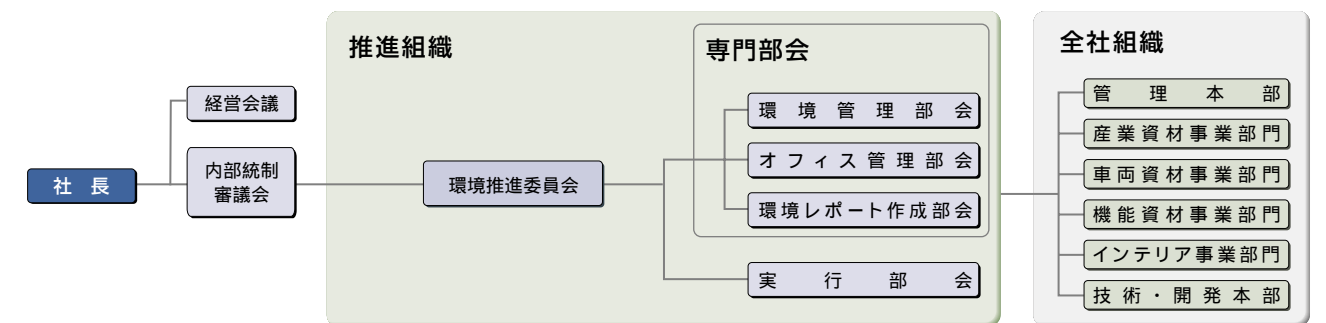 社長
経営会議
内部統制
審議会
推進組織
環境推進委員会
専門部会
環境管理部会
オフィス管理部会
環境レポート作成部会
実行部会
全社組織
管理本部
産業資材事業部門
車両資材事業部門
機能資材事業部門
インテリア事業部門
技術・開発本部